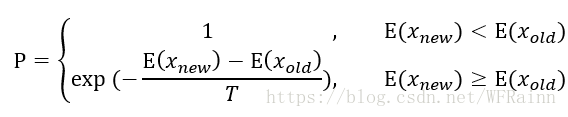 P = { 1 , E(x_new) < E(x_old)
exp (− (E(x_new) − E(x_old)) / T), E(x_new) ≥ E(x_old)
https://blog.csdn.net/WFRainn